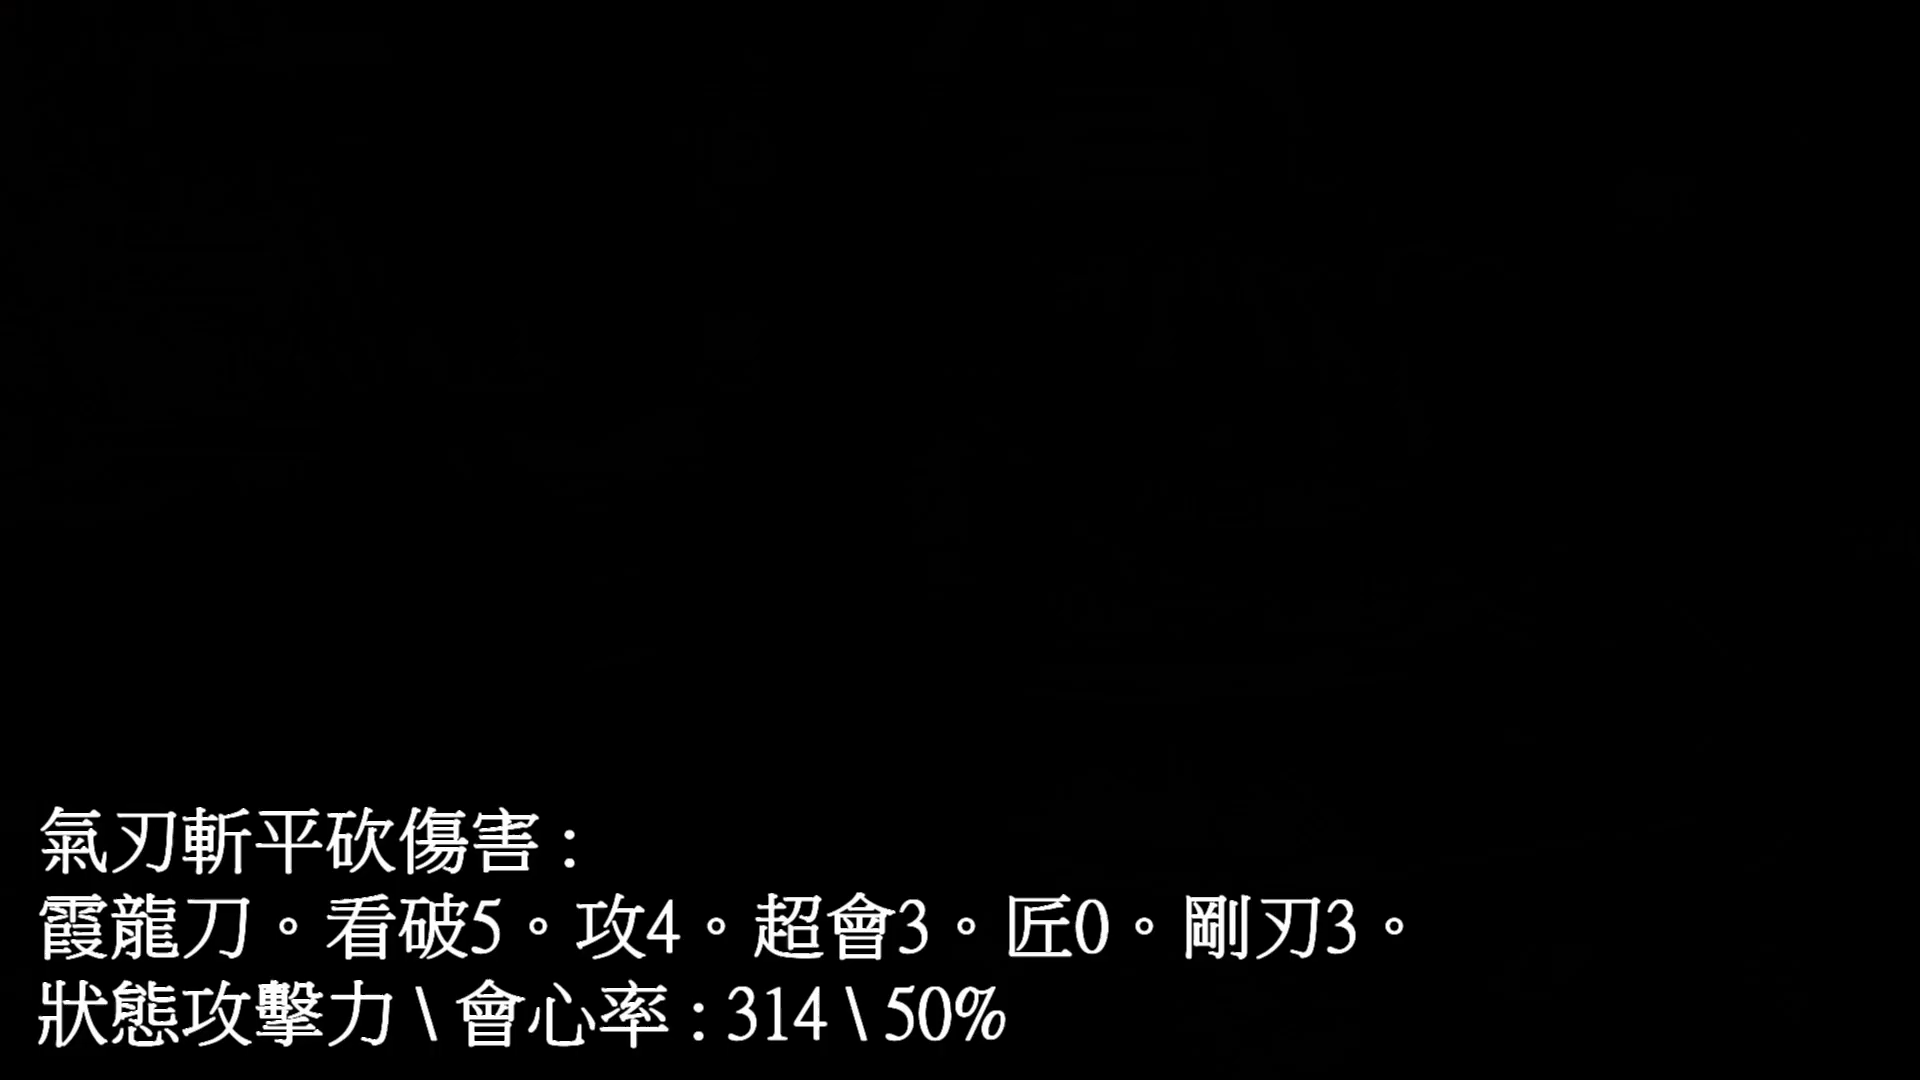 氣刃斬平砍傷害 :
霞龍刀。看破5。攻4。超會3。匠0。剛刃3。
狀態攻擊力 \ 會心率 : 314 \ 50%